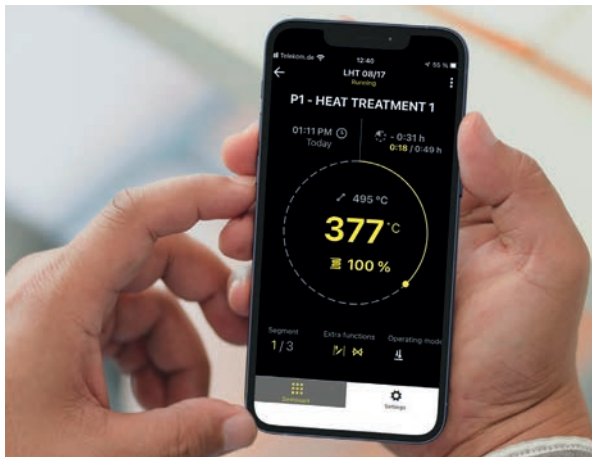 Telekom.de 12:40 55 %
LHT 08/17
Running
P1 - HEAT TREATMENT 1
01:11 PM - 0:31 h
Today 0:18 / 0:49 h
495 °C
377 °C
100 %
Segment Extra functions Operating mode
1 / 3
Settings